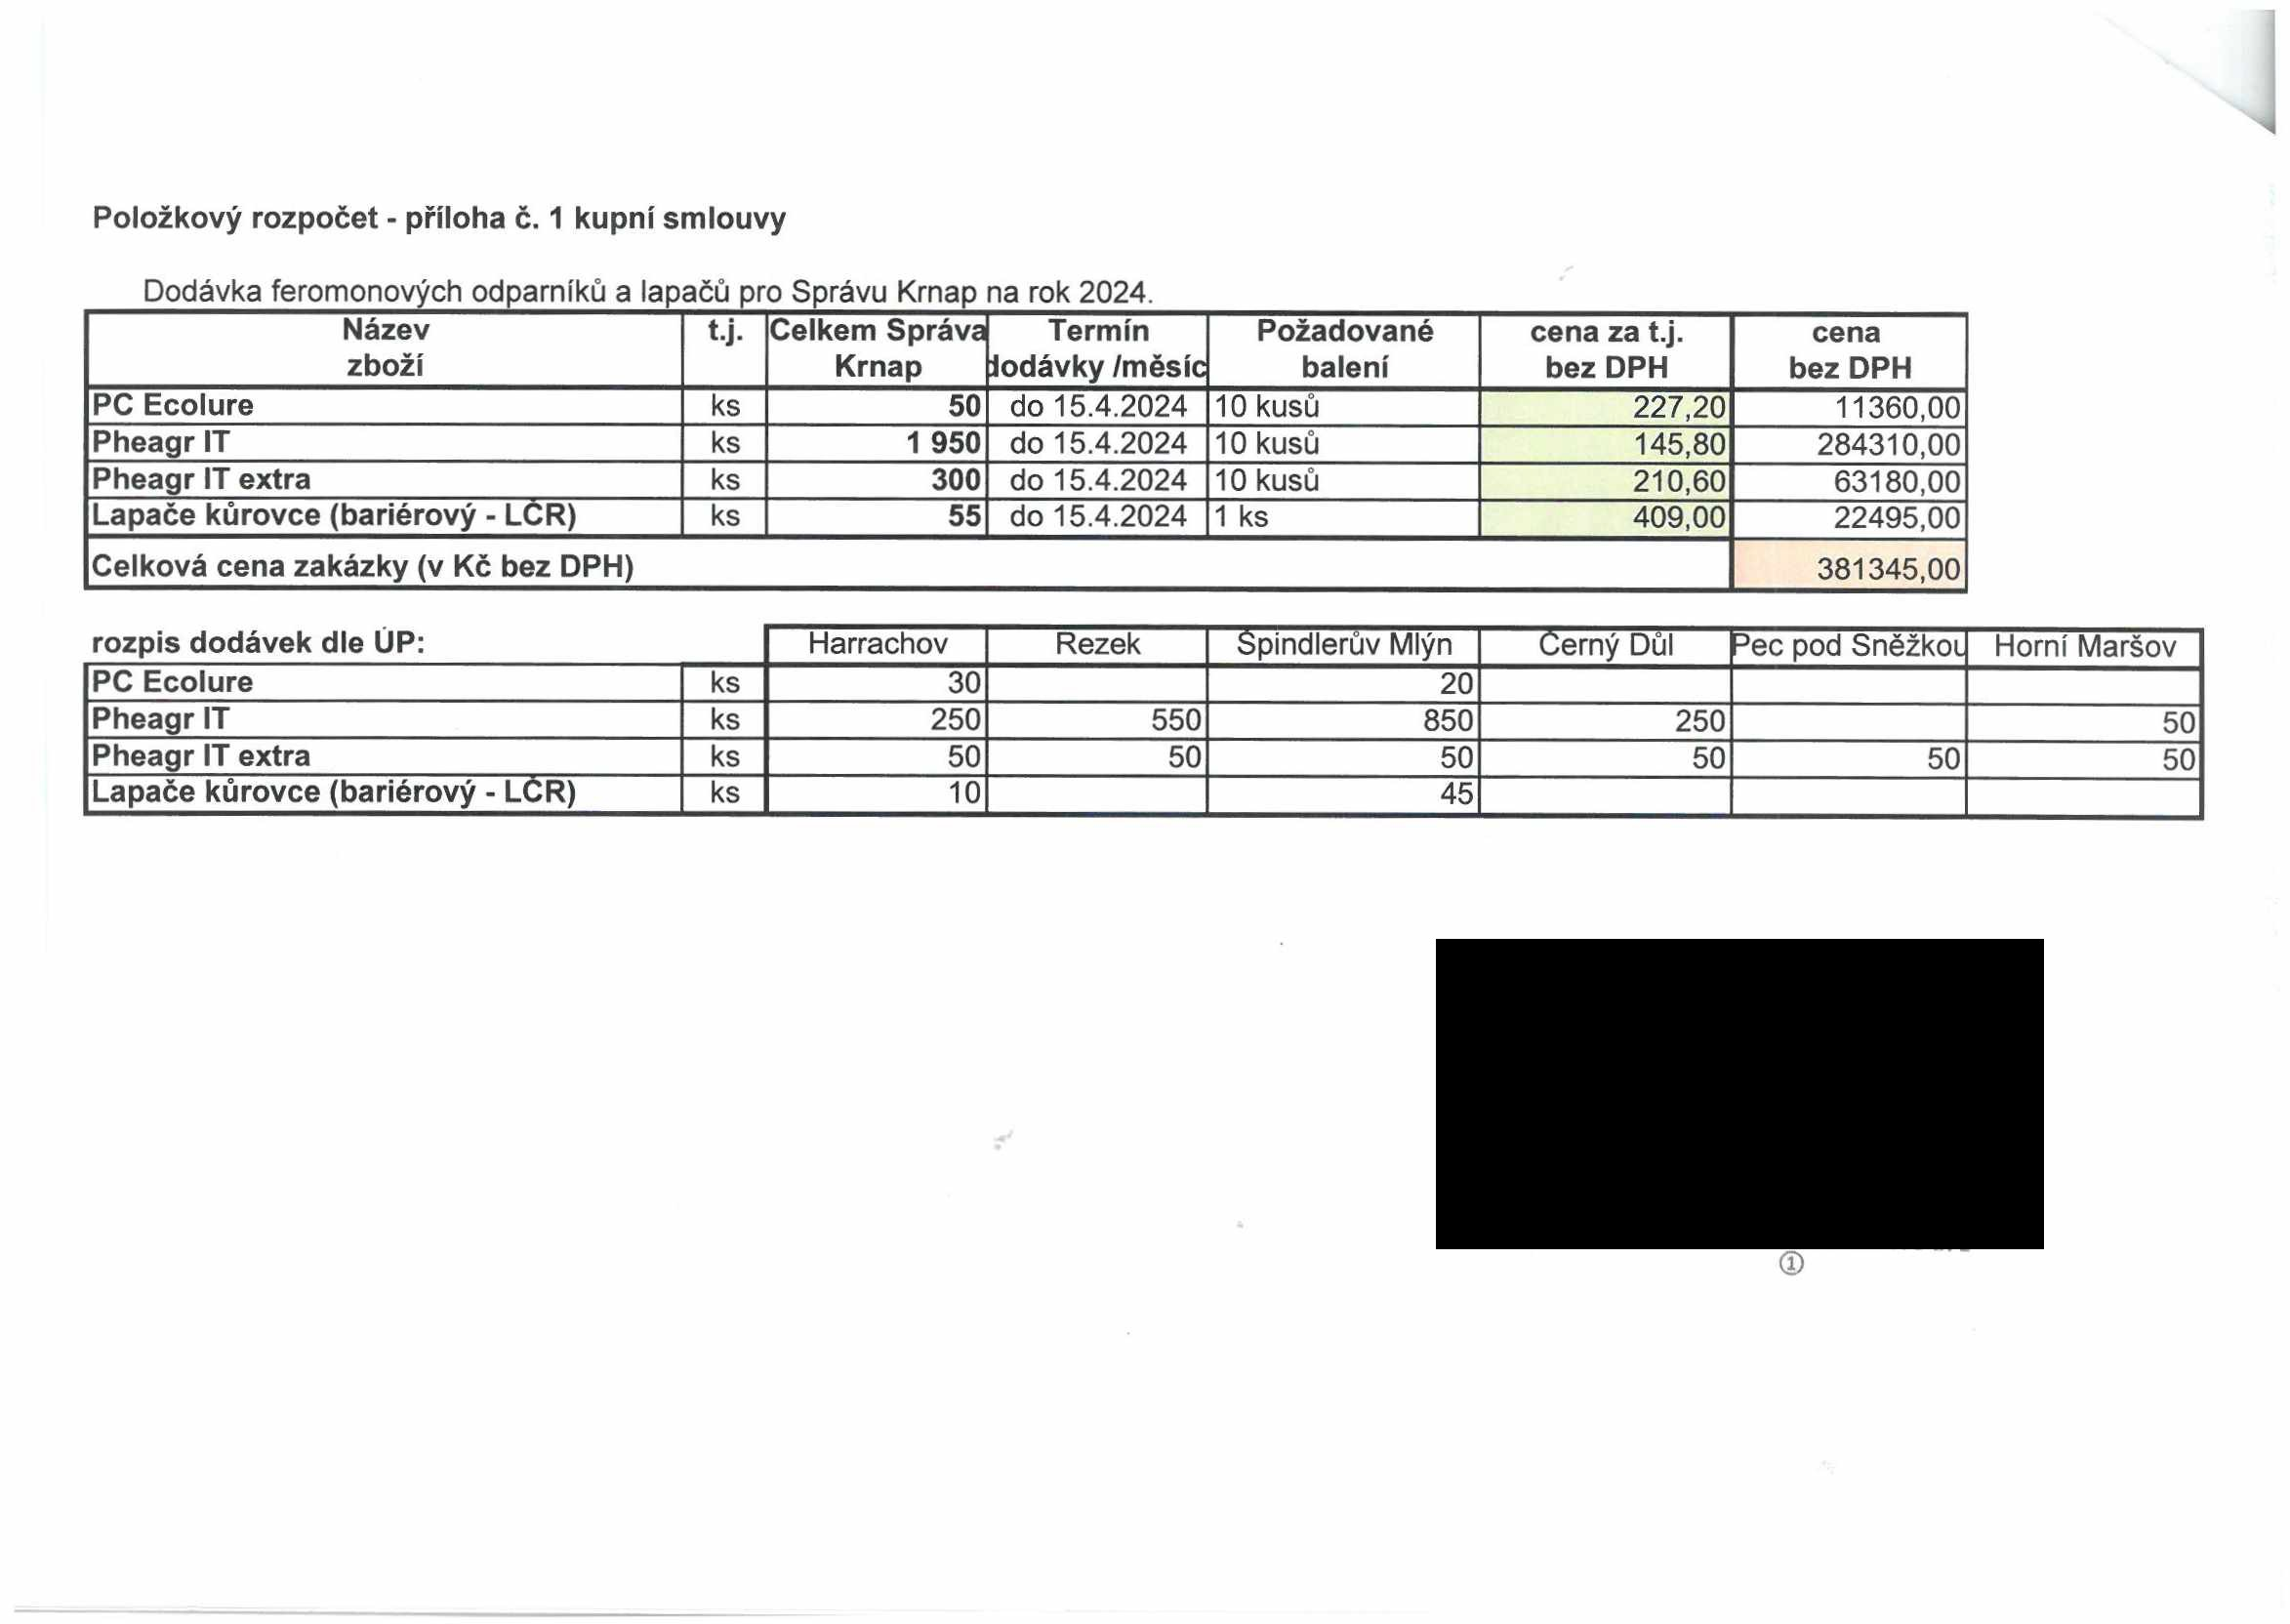 Položkový rozpočet - příloha č. 1 kupní smlouvy
Dodávka feromonových odparníků a lapačů pro Správu Krnap na rok 2024.
Název zboží t.j. Celkem Správa Krnap Termín dodávky /měsíc Požadované balení cena za t.j. bez DPH cena bez DPH
PC Ecolure ks 50 do 15.4.2024 10 kusů 227,20 11360,00
Pheagr IT ks 1 950 do 15.4.2024 10 kusů 145,80 284310,00
Pheagr IT extra ks 300 do 15.4.2024 10 kusů 210,60 63180,00
Lapače kůrovce (bariérový - LČR) ks 55 do 15.4.2024 1 ks 409,00 22495,00
Celková cena zakázky (v Kč bez DPH) 381345,00
rozpis dodávek dle ÚP: Harrachov Rezek Špindlerův Mlýn Černý Důl Pec pod Sněžkou Horní Maršov
PC Ecolure ks 30 20
Pheagr IT ks 250 550 850 250 50
Pheagr IT extra ks 50 50 50 50 50 50
Lapače kůrovce (bariérový - LČR) ks 10 45
①